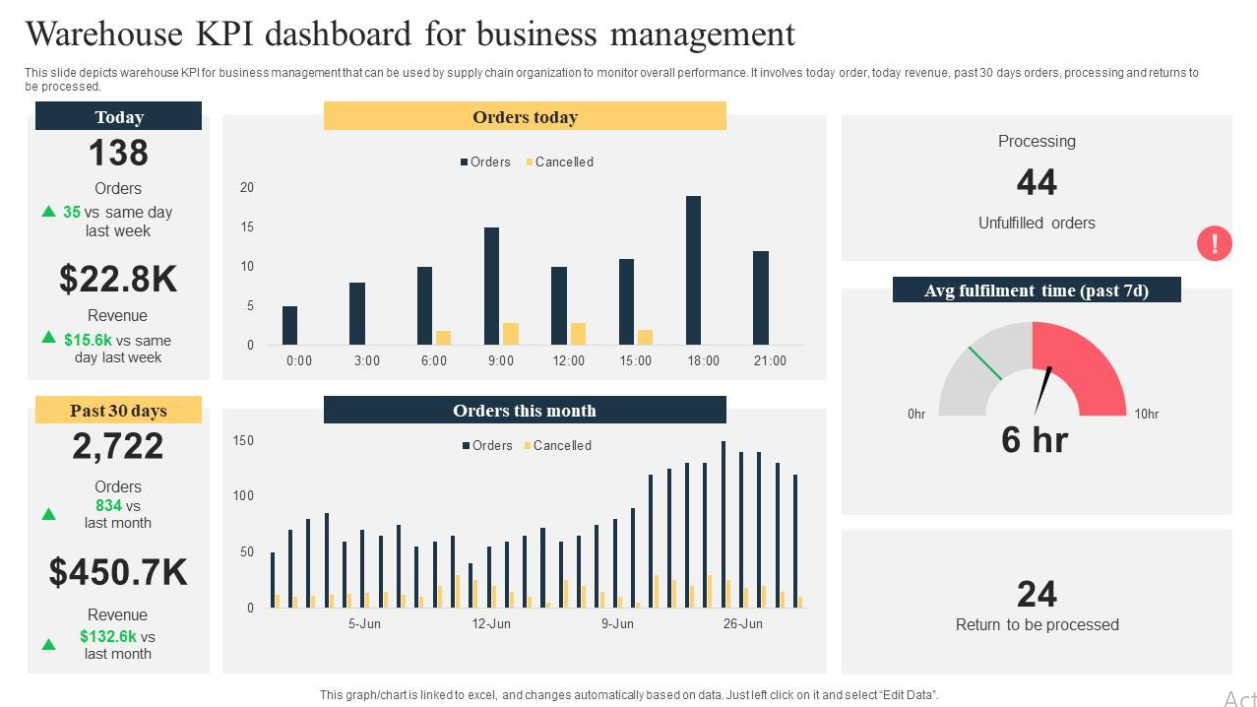 Warehouse KPI dashboard for business management
This slide depicts warehouse KPI for business management that can be used by supply chain organization to monitor overall performance. It involves today order, today revenue, past 30 days orders, processing and returns to
be processed.
Today
138
Orders
35 vs same day
last week
$22.8K
Revenue
$15.6k vs same
day last week
Orders today
Orders Cancelled
20
15
10
5
0
0:00 3:00 6:00 9:00 12:00 15:00 18:00 21:00
Processing
44
Unfulfilled orders
!
Avg fulfilment time (past 7d)
0hr 10hr
6 hr
Past 30 days
2,722
Orders
834 vs
last month
$450.7K
Revenue
$132.6k vs
last month
Orders this month
Orders Cancelled
150
100
50
0
5-Jun 12-Jun 9-Jun 26-Jun
24
Return to be processed
This graph/chart is linked to excel, and changes automatically based on data. Just left click on it and select “Edit Data”.
Act